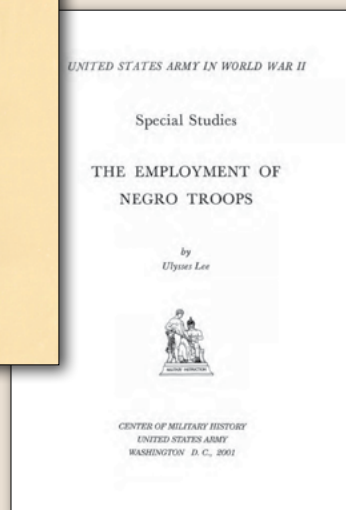 UNITED STATES ARMY IN WORLD WAR II
Special Studies
THE EMPLOYMENT OF
NEGRO TROOPS
by
Ulysses Lee
CENTER OF MILITARY HISTORY
UNITED STATES ARMY
WASHINGTON D. C., 2001